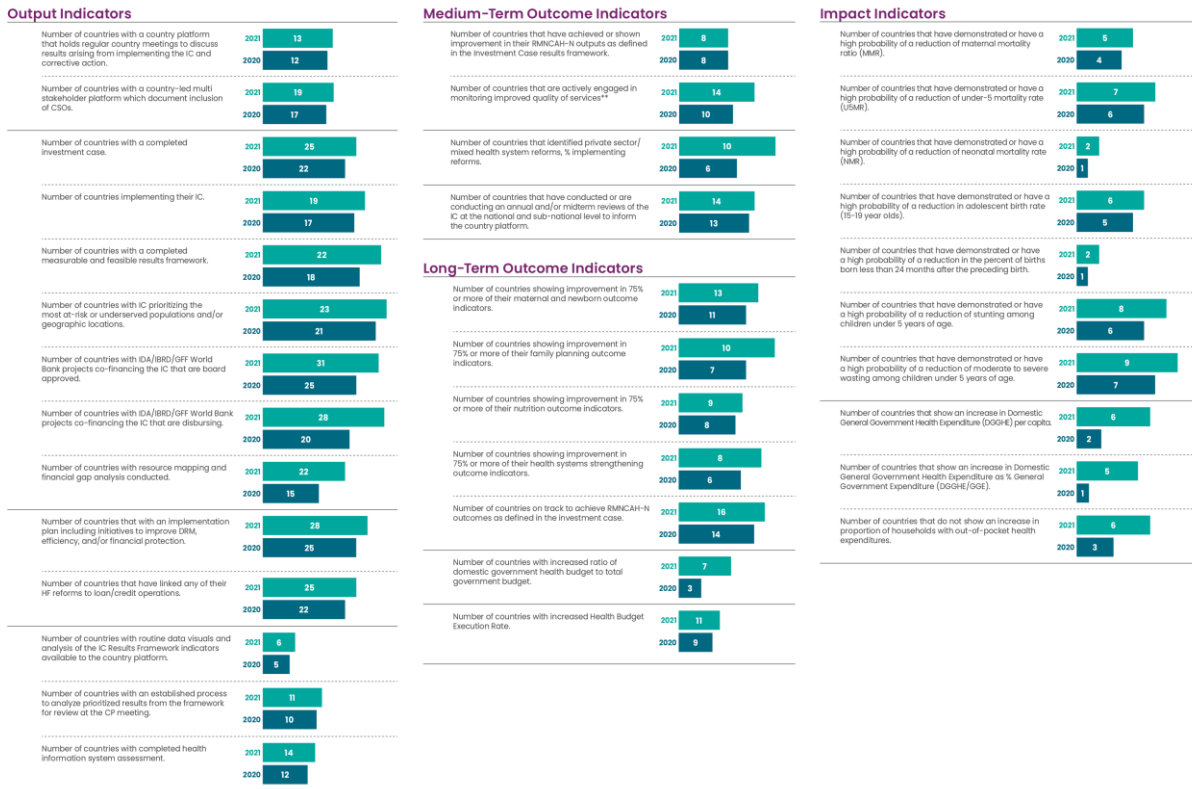 Output Indicators
Number of countries with a country platform
that holds regular country meetings to discuss
results arising from implementing the IC and
corrective action.
2021 13
2020 12
Number of countries with a country-led multi
stakeholder platform which document inclusion
of CSOs.
2021 19
2020 17
Number of countries with a completed
investment case.
2021 25
2020 22
Number of countries implementing their IC.
2021 19
2020 17
Number of countries with a completed
measurable and feasible results framework.
2021 22
2020 18
Number of countries with IC prioritizing the
most at-risk or underserved populations and/or
geographic locations.
2021 23
2020 21
Number of countries with IDA/IBRD/GFF World
Bank projects co-financing the IC that are board
approved.
2021 31
2020 25
Number of countries with IDA/IBRD/GFF World Bank
projects co-financing the IC that are disbursing.
2021 28
2020 20
Number of countries with resource mapping and
financial gap analysis conducted.
2021 22
2020 15
Number of countries that with an implementation
plan including initiatives to improve DRM,
efficiency, and/or financial protection.
2021 28
2020 25
Number of countries that have linked any of their
HF reforms to loan/credit operations.
2021 25
2020 22
Number of countries with routine data visuals and
analysis of the IC Results Framework indicators
available to the country platform.
2021 6
2020 5
Number of countries with an established process
to analyze prioritized results from the framework
for review at the CP meeting.
2021 11
2020 10
Number of countries with completed health
information system assessment.
2021 14
2020 12
Medium-Term Outcome Indicators
Number of countries that have achieved or shown
improvement in their RMNCAH-N outputs as defined
in the Investment Case results framework.
2021 8
2020 8
Number of countries that are actively engaged in
monitoring improved quality of services**
2021 14
2020 10
Number of countries that identified private sector/
mixed health system reforms, % implementing
reforms.
2021 10
2020 6
Number of countries that have conducted or are
conducting an annual and/or midterm reviews of the
IC at the national and sub-national level to inform
the country platform.
2021 14
2020 13
Long-Term Outcome Indicators
Number of countries showing improvement in 75%
or more of their maternal and newborn outcome
indicators.
2021 13
2020 11
Number of countries showing improvement in
75% or more of their family planning outcome
indicators.
2021 10
2020 7
Number of countries showing improvement in 75%
or more of their nutrition outcome indicators.
2021 9
2020 8
Number of countries showing improvement in
75% or more of their health systems strengthening
outcome indicators.
2021 8
2020 6
Number of countries on track to achieve RMNCAH-N
outcomes as defined in the investment case.
2021 16
2020 14
Number of countries with increased ratio of
domestic government health budget to total
government budget.
2021 7
2020 3
Number of countries with increased Health Budget
Execution Rate.
2021 11
2020 9
Impact Indicators
Number of countries that have demonstrated or have a
high probability of a reduction of maternal mortality
ratio (MMR).
2021 5
2020 4
Number of countries that have demonstrated or have a
high probability of a reduction of under-5 mortality rate
(U5MR).
2021 7
2020 6
Number of countries that have demonstrated or have a
high probability of a reduction of neonatal mortality rate
(NMR).
2021 2
2020 1
Number of countries that have demonstrated or have a
high probability of a reduction in adolescent birth rate
(15-19 year olds).
2021 6
2020 5
Number of countries that have demonstrated or have
a high probability of a reduction in the percent of births
born less than 24 months after the preceding birth.
2021 2
2020 1
Number of countries that have demonstrated or have
a high probability of a reduction of stunting among
children under 5 years of age.
2021 8
2020 6
Number of countries that have demonstrated or have
a high probability of a reduction of moderate to severe
wasting among children under 5 years of age.
2021 9
2020 7
Number of countries that show an increase in Domestic
General Government Health Expenditure (DGGHE) per capita.
2021 6
2020 2
Number of countries that show an increase in Domestic
General Government Health Expenditure as % General
Government Expenditure (DGGHE/GGE).
2021 5
2020 1
Number of countries that do not show an increase in
proportion of households with out-of-pocket health
expenditures.
2021 6
2020 3